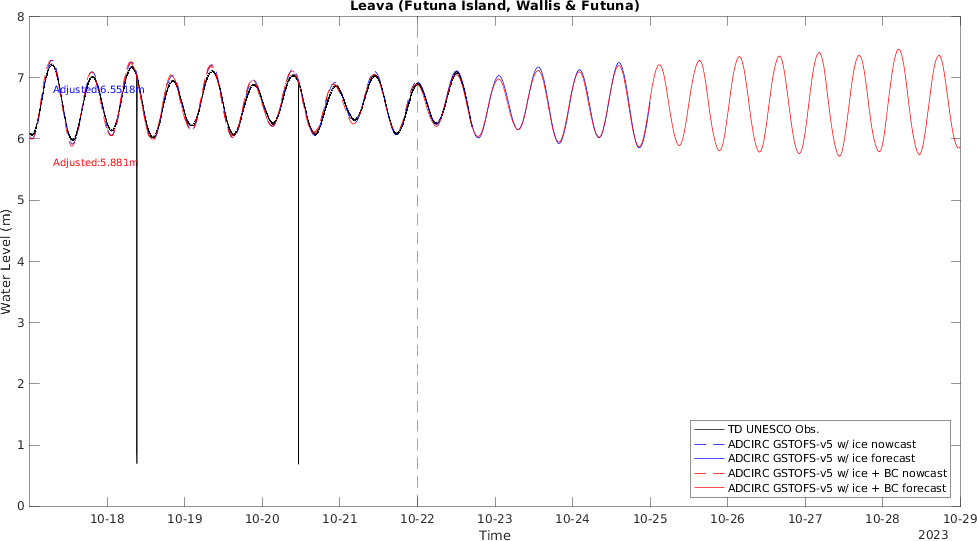 Leava (Futuna Island, Wallis & Futuna)
8
7
6
5
4
3
2
1
0
Water Level (m)
Adjusted:6.5518m
Adjusted:5.881m
TD UNESCO Obs.
ADCIRC GSTOFS-v5 w/ ice nowcast
ADCIRC GSTOFS-v5 w/ ice forecast
ADCIRC GSTOFS-v5 w/ ice + BC nowcast
ADCIRC GSTOFS-v5 w/ ice + BC forecast
10-18 10-19 10-20 10-21 10-22 10-23 10-24 10-25 10-26 10-27 10-28 10-29
Time
2023